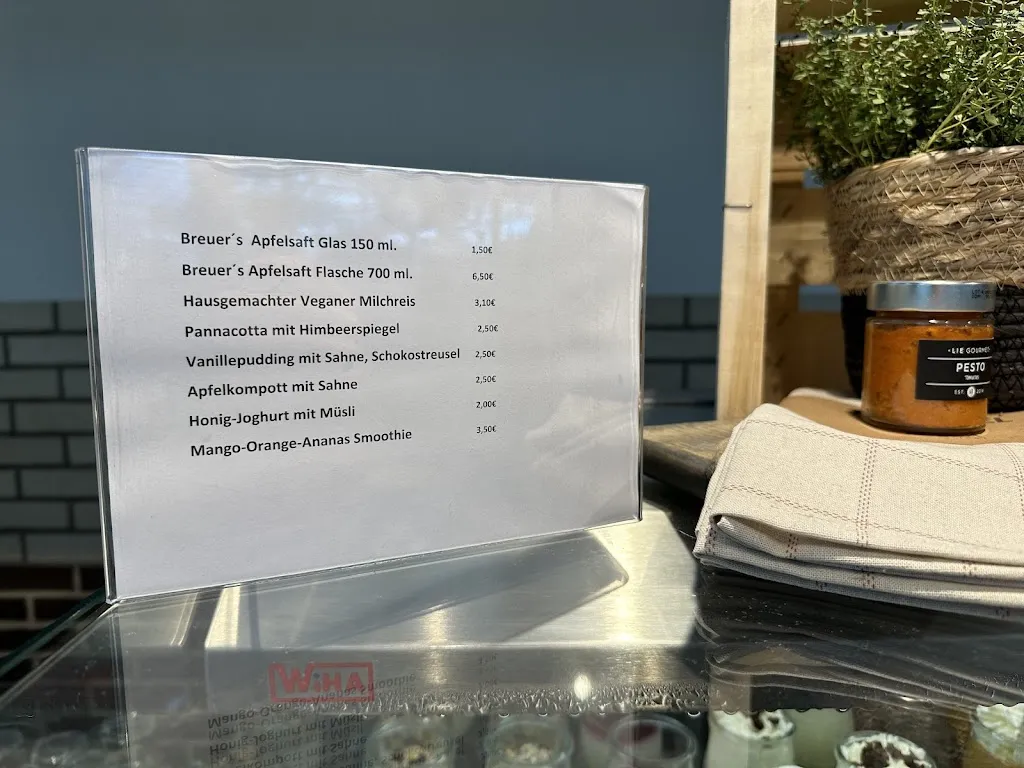 Breuer´s Apfelsaft Glas 150 ml. 1,50€
Breuer´s Apfelsaft Flasche 700 ml. 6,50€
Hausgemachter Veganer Milchreis 3,10€
Pannacotta mit Himbeerspiegel 2,50€
Vanillepudding mit Sahne, Schokostreusel 2,50€
Apfelkompott mit Sahne 2,50€
Honig-Joghurt mit Müsli 2,00€
Mango-Orange-Ananas Smoothie 3,50€
LIE GOURMET
PESTO
WiHA